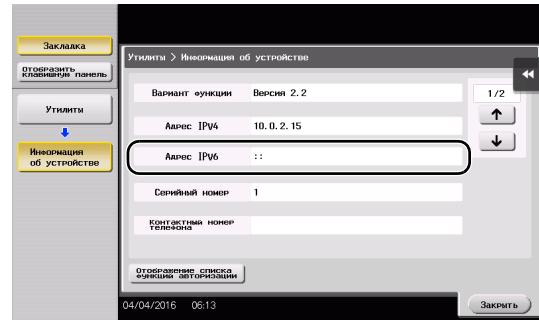 Закладка
Отобразить
клавишную панель
Утилиты
Информация
об устройстве
Утилиты > Информация об устройстве
Вариант функции Версия 2.2
1/2
Адрес IPv4 10.0.2.15
Адрес IPv6 ::
Серийный номер 1
Контактный номер
телефона
Отображение списка
функций авторизации
04/04/2016 06:13
Закрыть